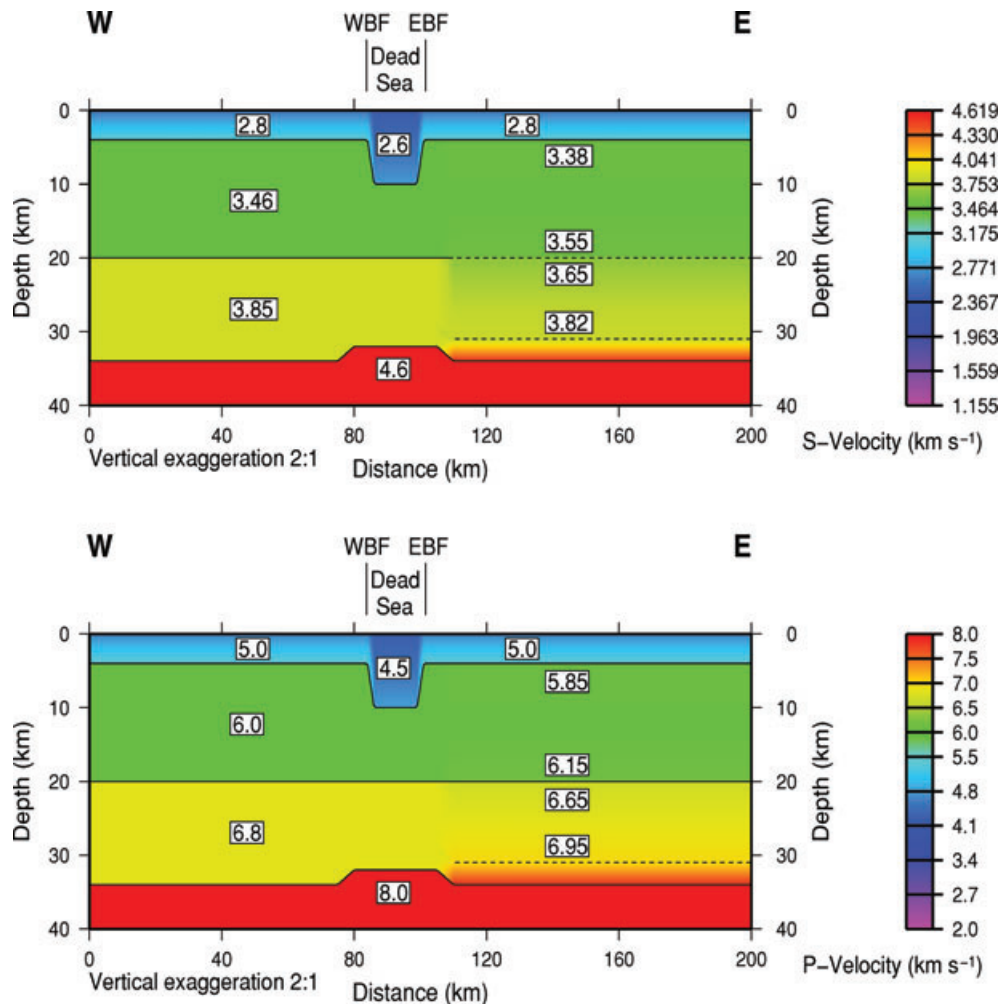 W WBF EBF E
Dead
Sea
0 2.8 2.6 2.8 0 4.619
3.38 4.330
10 3.46 10 4.041
3.753
3.55 3.464
20 20 3.175
3.65 2.771
3.85 2.367
30 3.82 30 1.963
4.6 1.559
40 40 1.155
Depth (km)
Depth (km)
0 40 80 120 160 200
S-Velocity (km s⁻¹)
Vertical exaggeration 2:1 Distance (km)
W WBF EBF E
Dead
Sea
0 5.0 4.5 5.0 0 8.0
5.85 7.5
10 6.0 10 7.0
6.5
6.15 6.0
20 20 5.5
6.65 4.8
6.8 4.1
30 6.95 30 3.4
8.0 2.7
40 40 2.0
Depth (km)
Depth (km)
0 40 80 120 160 200
P-Velocity (km s⁻¹)
Vertical exaggeration 2:1 Distance (km)